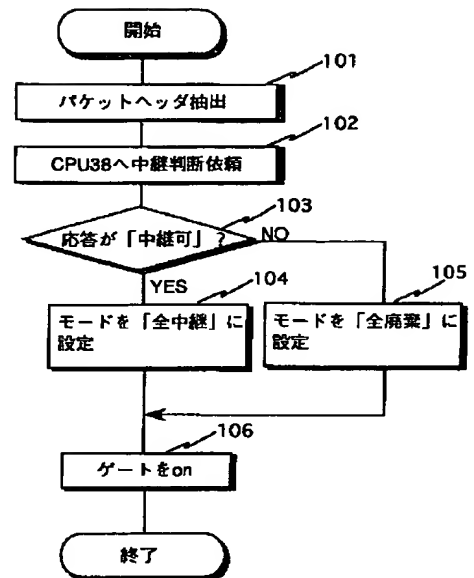 開始
101
パケットヘッダ抽出
102
CPU38へ中継判断依頼
103
応答が「中継可」?
NO
YES
104
モードを「全中継」に
設定
105
モードを「全廃棄」に
設定
106
ゲートをon
終了